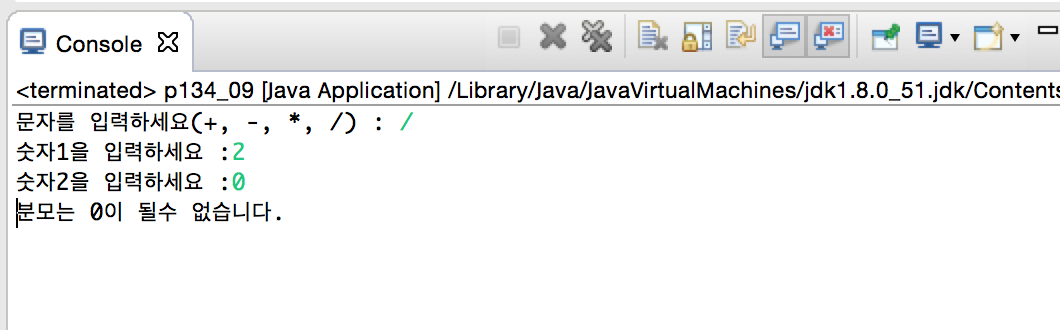 Console
<terminated> p134_09 [Java Application] /Library/Java/JavaVirtualMachines/jdk1.8.0_51.jdk/Contents
문자를 입력하세요(+, -, *, /) : /
숫자1을 입력하세요 :2
숫자2을 입력하세요 :0
분모는 0이 될수 없습니다.